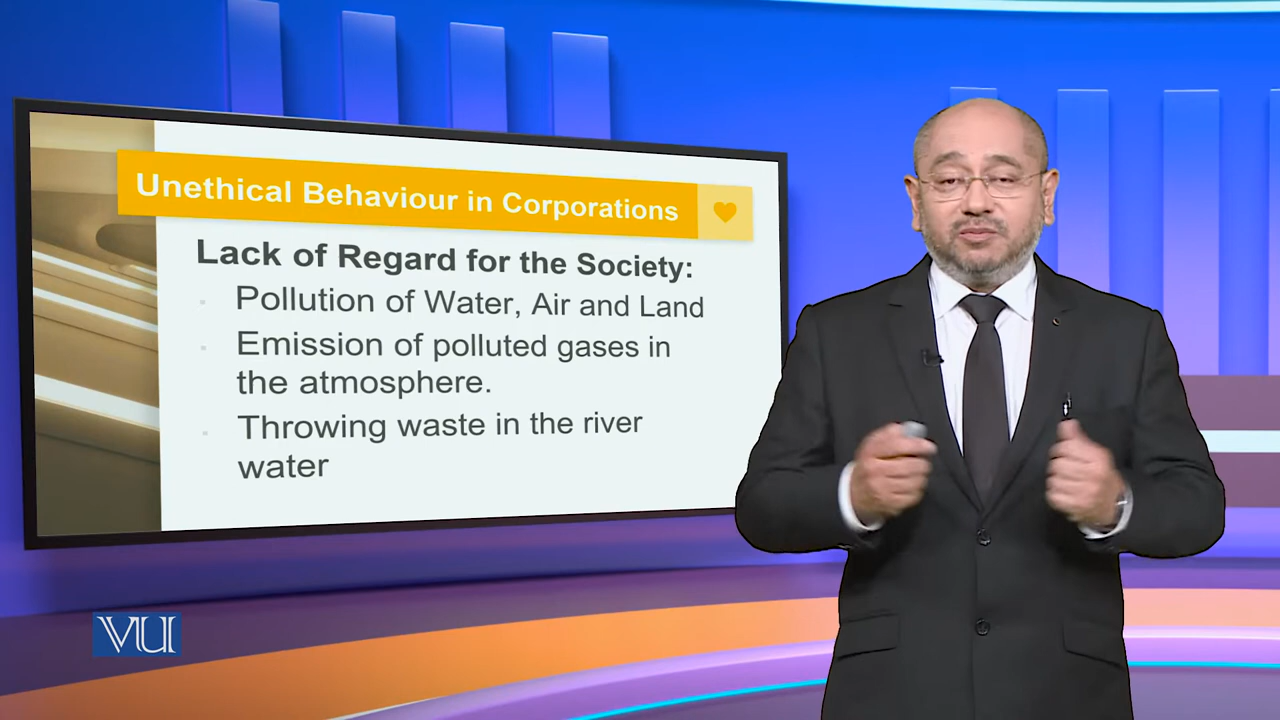 Unethical Behaviour in Corporations
Lack of Regard for the Society:
Pollution of Water, Air and Land
Emission of polluted gases in
the atmosphere.
Throwing waste in the river
water
VU